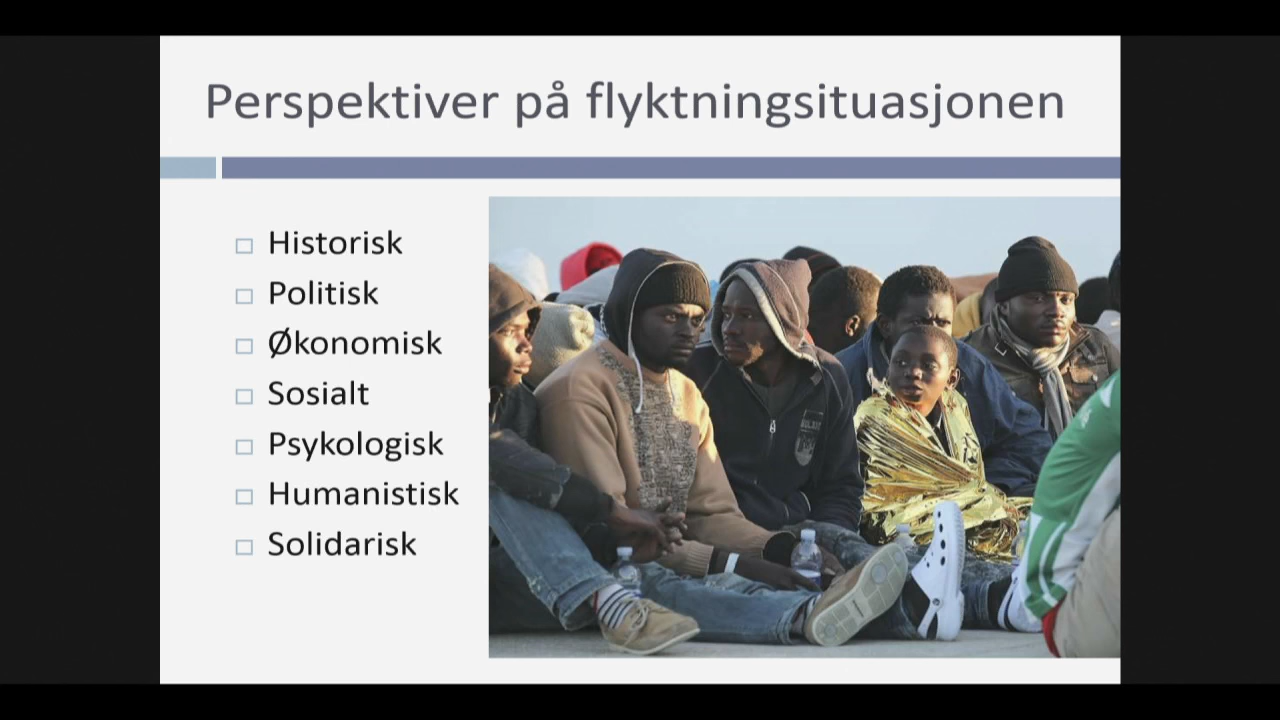 Perspektiver på flyktningsituasjonen
Historisk
Politisk
Økonomisk
Sosialt
Psykologisk
Humanistisk
Solidarisk